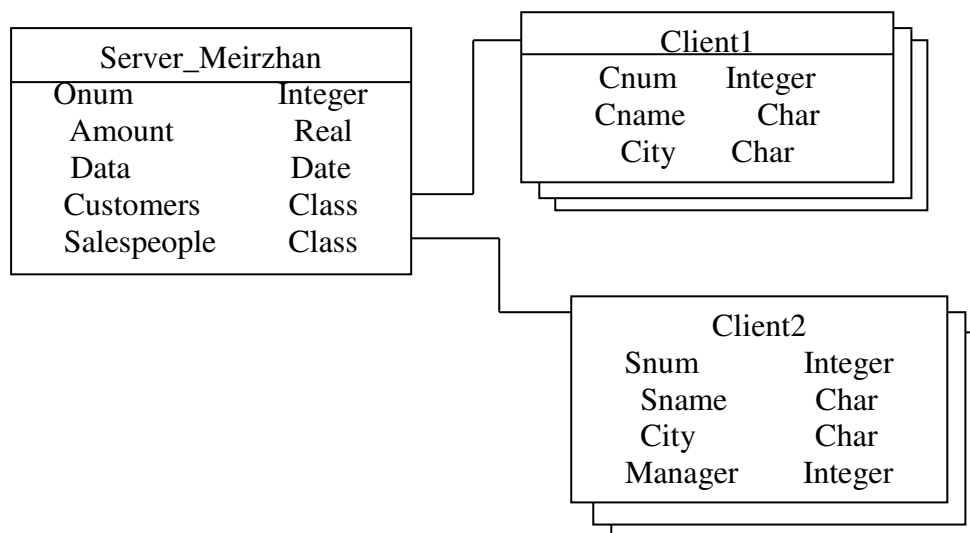 Server_Meirzhan
Onum Integer
Amount Real
Data Date
Customers Class
Salespeople Class
Client1
Cnum Integer
Cname Char
City Char
Client2
Snum Integer
Sname Char
City Char
Manager Integer